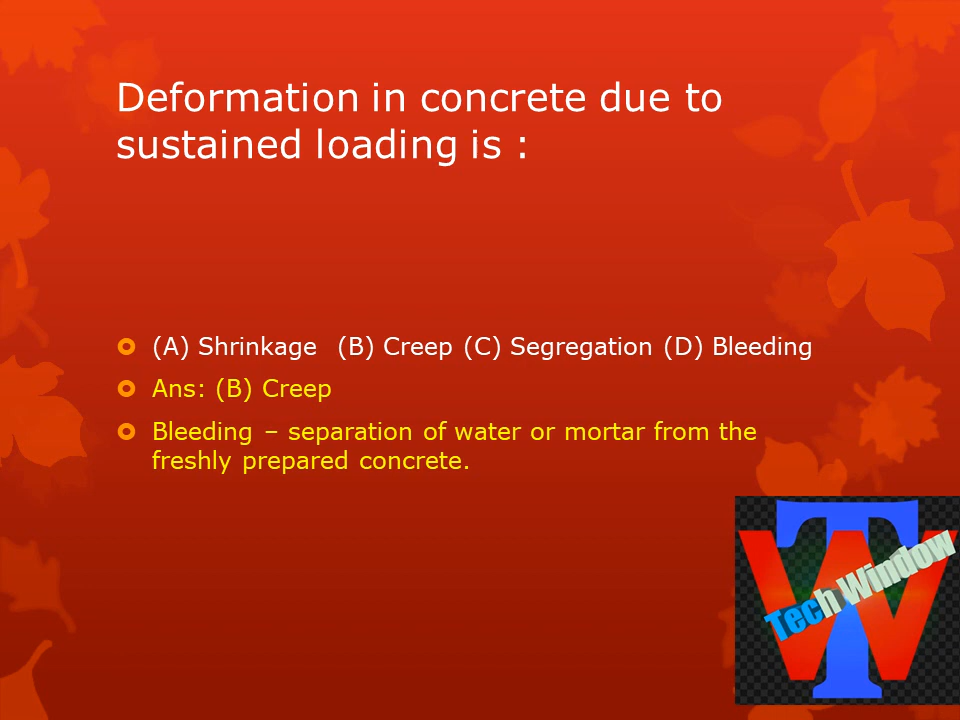 Deformation in concrete due to
sustained loading is :
(A) Shrinkage (B) Creep (C) Segregation (D) Bleeding
Ans: (B) Creep
Bleeding – separation of water or mortar from the
freshly prepared concrete.
TW
Tech Window